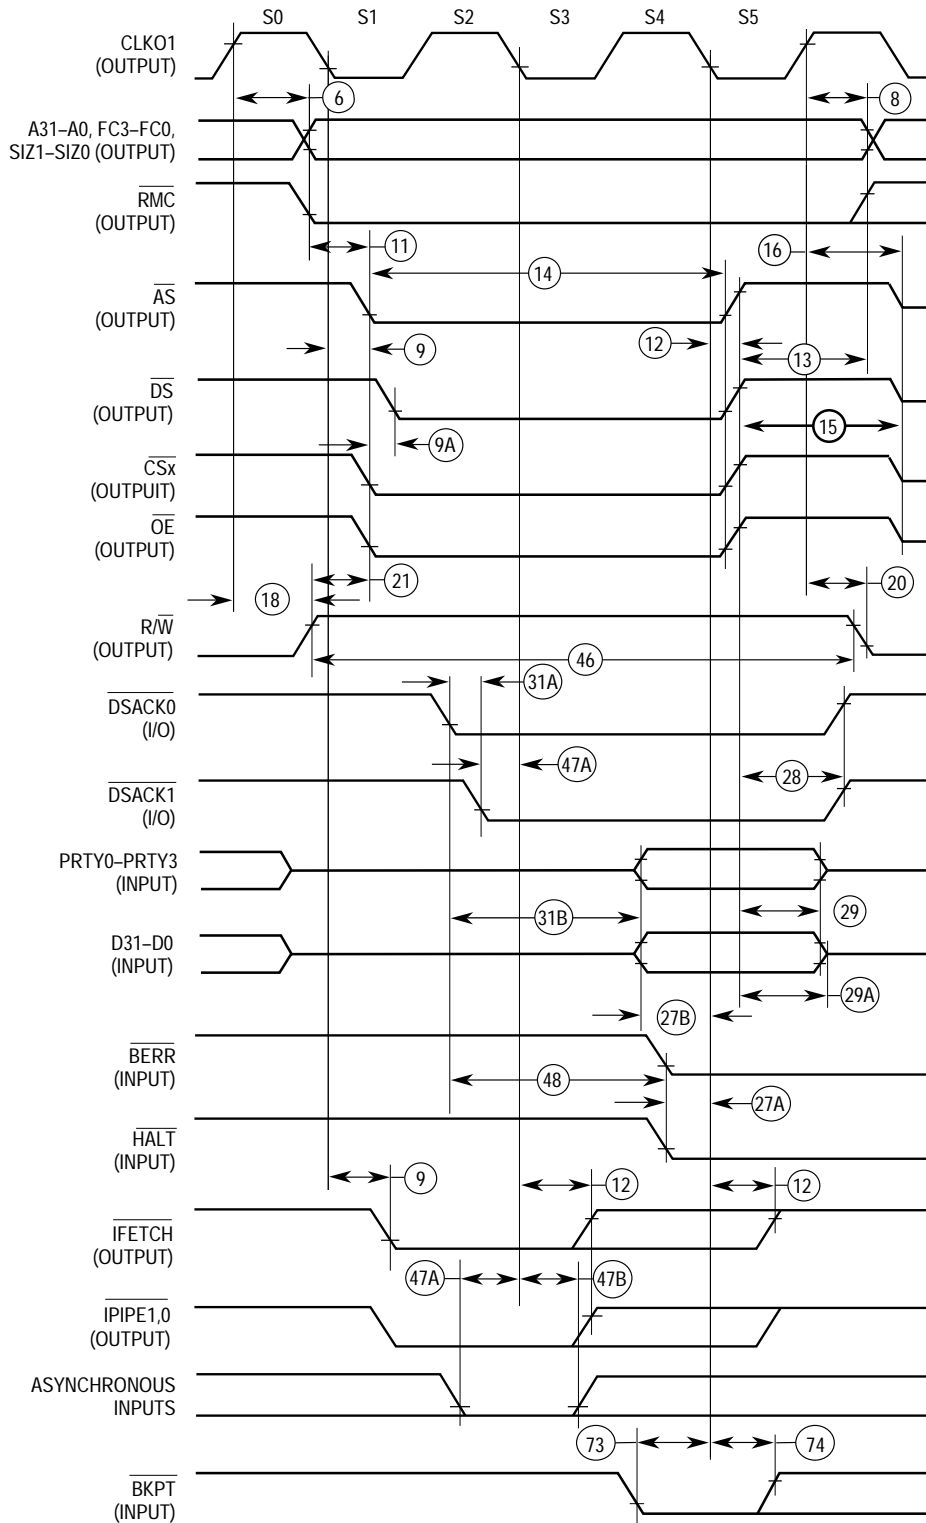 S0 S1 S2 S3 S4 S5
CLKO1
(OUTPUT)
6 8
A31–A0, FC3–FC0,
SIZ1–SIZ0 (OUTPUT)
RMC
(OUTPUT)
11 16
14
AS
(OUTPUT)
9 12 13
DS
(OUTPUT)
9A 15
CSx
(OUTPUIT)
OE
(OUTPUT)
18 21 20
R/W
(OUTPUT)
46
31A
DSACK0
(I/O)
47A 28
DSACK1
(I/O)
PRTY0–PRTY3
(INPUT)
31B 29
D31–D0
(INPUT)
29A
27B
BERR
(INPUT)
48
27A
HALT
(INPUT)
9 12 12
IFETCH
(OUTPUT)
47A 47B
IPIPE1,0
(OUTPUT)
ASYNCHRONOUS
INPUTS
73 74
BKPT
(INPUT)